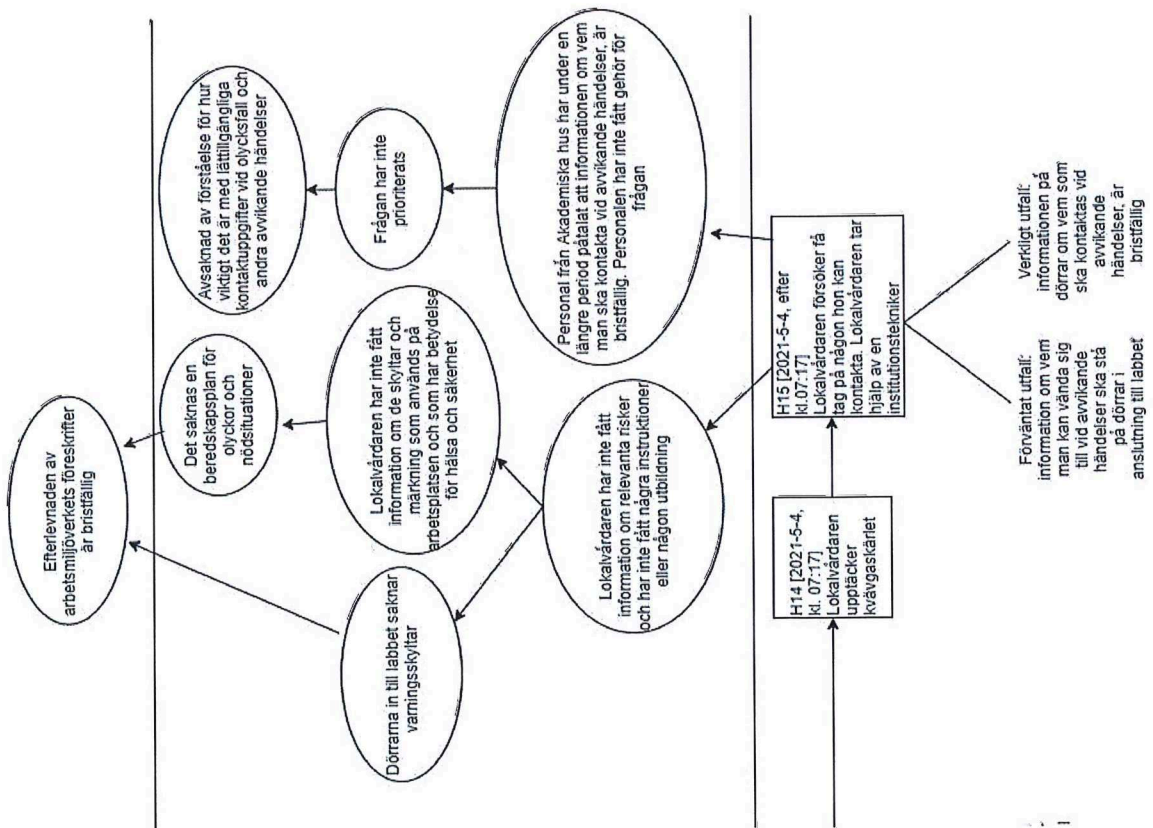 Efterlevnaden av
arbetsmiljöverkets föreskrifter
är bristfällig
Det saknas en
beredskapsplan för
olyckor och
nödsituationer
Avsaknad av förståelse för hur
viktigt det är med lättillgängliga
kontaktuppgifter vid olycksfall och
andra avvikande händelser
Dörrarna in till labbet saknar
varningsskyltar
Lokalvårdaren har inte fått
information om de skyltar och
märkning som används på
arbetsplatsen och som har betydelse
för hälsa och säkerhet
Frågan har inte
prioriterats
Lokalvårdaren har inte fått
information om relevanta risker
och har inte fått några instruktioner
eller någon utbildning
Personal från Akademiska hus har under en
längre period påtalat att informationen om vem
man ska kontakta vid avvikande händelser, är
bristfällig. Personalen har inte fått gehör för
frågan
H14 [2021-5-4,
kl. 07:17]
Lokalvårdaren
upptäcker
kvävgaskärlet
H15 [2021-5-4, efter
kl.07:17]
Lokalvårdaren försöker få
tag på någon hon kan
kontakta. Lokalvårdaren tar
hjälp av en
institutionstekniker
Förväntat utfall:
information om vem
man kan vända sig
till vid avvikande
händelser ska stå
på dörrar i
anslutning till labbet
Verkligt utfall:
informationen på
dörrar om vem som
ska kontaktas vid
avvikande
händelser, är
bristfällig